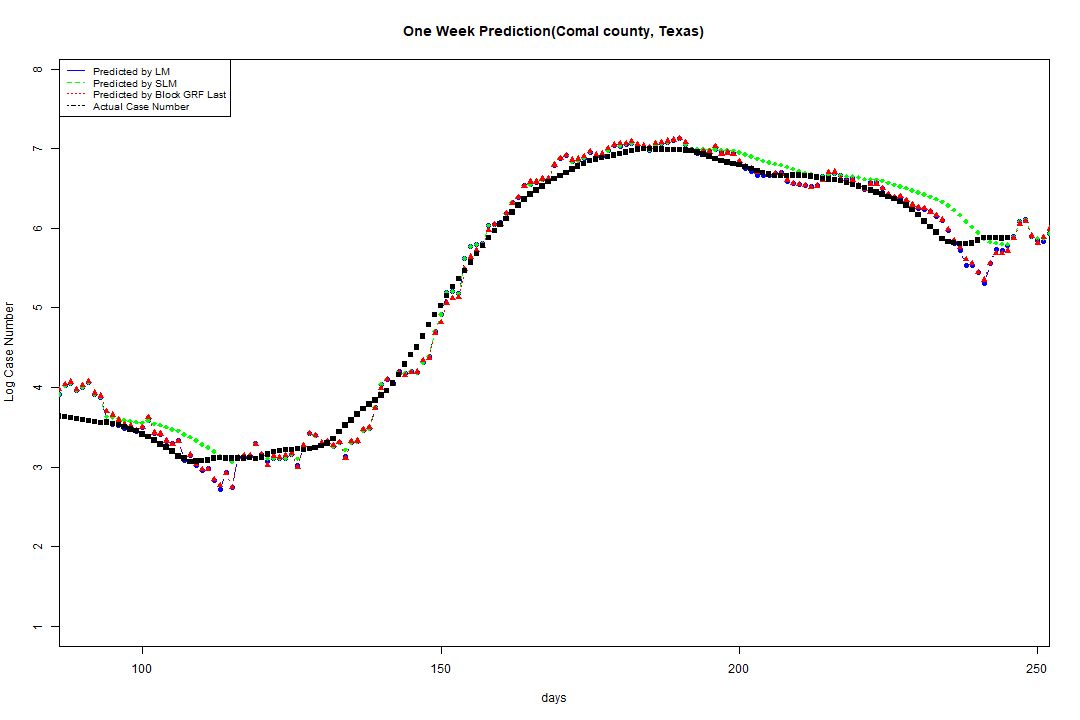 One Week Prediction(Comal county, Texas)
Predicted by LM
Predicted by SLM
Predicted by Block GRF Last
Actual Case Number
8
7
6
5
4
3
2
1
Log Case Number
100 150 200 250
days